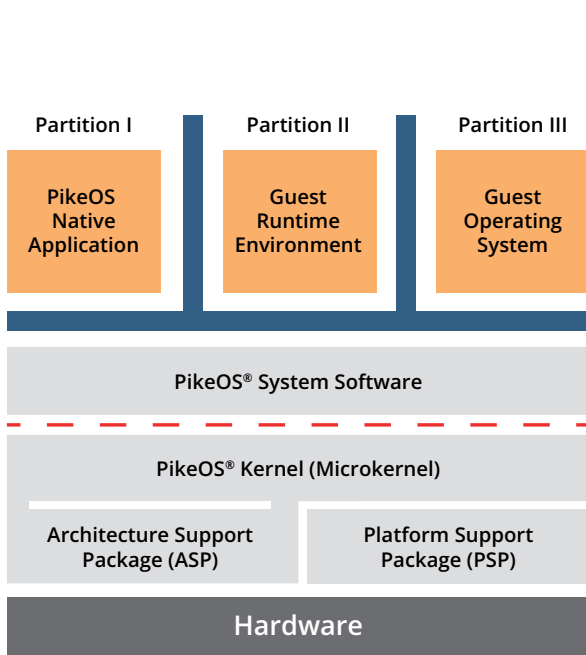 Partition I
Partition II
Partition III
PikeOS
Native
Application
Guest
Runtime
Environment
Guest
Operating
System
PikeOS® System Software
PikeOS® Kernel (Microkernel)
Architecture Support
Package (ASP)
Platform Support
Package (PSP)
Hardware